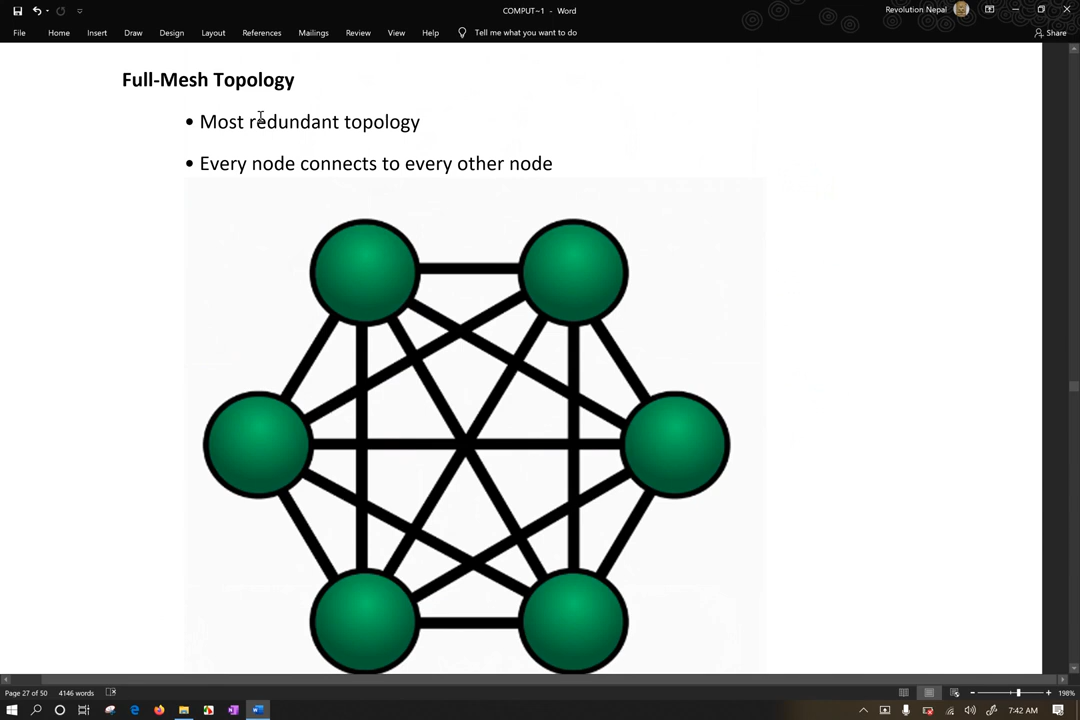 COMPUT~1 - Word
Revolution Nepal
File Home Insert Draw Design Layout References Mailings Review View Help Tell me what you want to do Share
Full-Mesh Topology
• Most redundant topology
• Every node connects to every other node
Page 27 of 50 4146 words 198%
7:42 AM